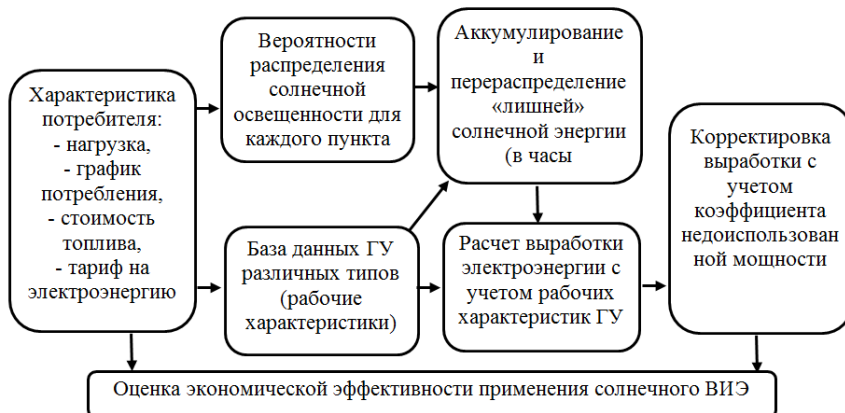 Характеристика
потребителя:
- нагрузка,
- график
потребления,
- стоимость
топлива,
- тариф на
электроэнергию
Вероятности
распределения
солнечной
освещенности для
каждого пункта
Аккумулирование
и
перераспределение
«лишней»
солнечной энергии
(в часы
База данных ГУ
различных типов
(рабочие
характеристики)
Расчет выработки
электроэнергии с
учетом рабочих
характеристик ГУ
Корректировка
выработки с
учетом
коэффициента
недоиспользован
ной мощности
Оценка экономической эффективности применения солнечного ВИЭ